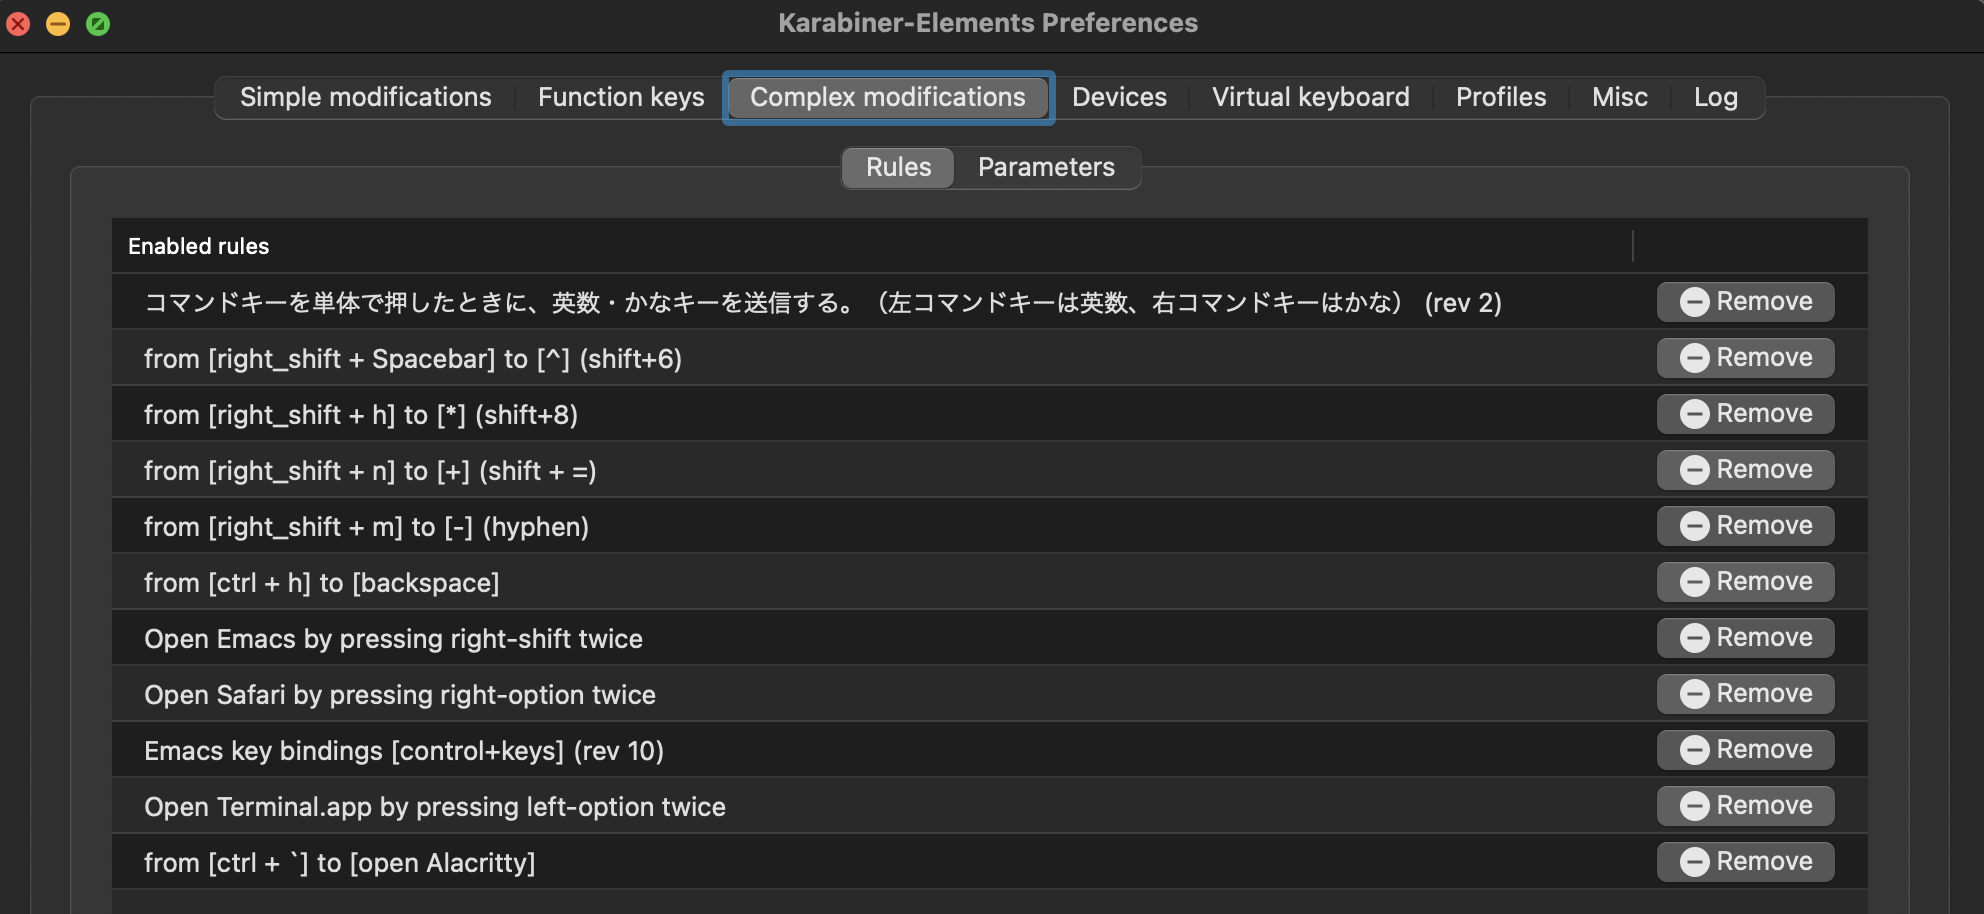 Karabiner-Elements Preferences
Simple modifications Function keys Complex modifications Devices Virtual keyboard Profiles Misc Log
Rules Parameters
Enabled rules
コマンドキーを単体で押したときに、英数・かなキーを送信する。（左コマンドキーは英数、右コマンドキーはかな） (rev 2) Remove
from [right_shift + Spacebar] to [^] (shift+6) Remove
from [right_shift + h] to [*] (shift+8) Remove
from [right_shift + n] to [+] (shift + =) Remove
from [right_shift + m] to [-] (hyphen) Remove
from [ctrl + h] to [backspace] Remove
Open Emacs by pressing right-shift twice Remove
Open Safari by pressing right-option twice Remove
Emacs key bindings [control+keys] (rev 10) Remove
Open Terminal.app by pressing left-option twice Remove
from [ctrl + `] to [open Alacritty] Remove